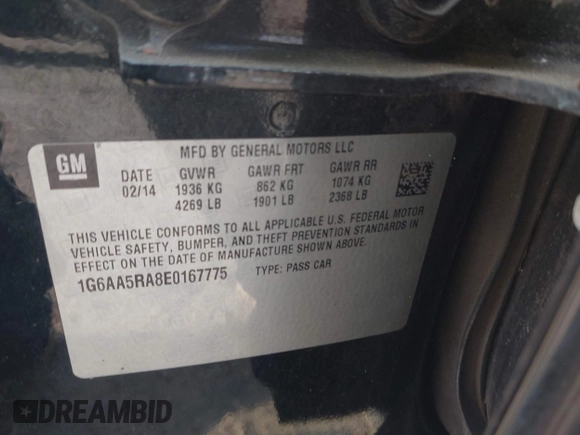 GM
MFD BY GENERAL MOTORS LLC
DATE GVWR GAWR FRT GAWR RR
02/14 1936 KG 862 KG 1074 KG
4269 LB 1901 LB 2368 LB
THIS VEHICLE CONFORMS TO ALL APPLICABLE U.S. FEDERAL MOTOR
VEHICLE SAFETY, BUMPER, AND THEFT PREVENTION STANDARDS IN
EFFECT ON THE DATE OF MANUFACTURE SHOWN ABOVE.
1G6AA5RA8E0167775 TYPE: PASS CAR
DREAMBID